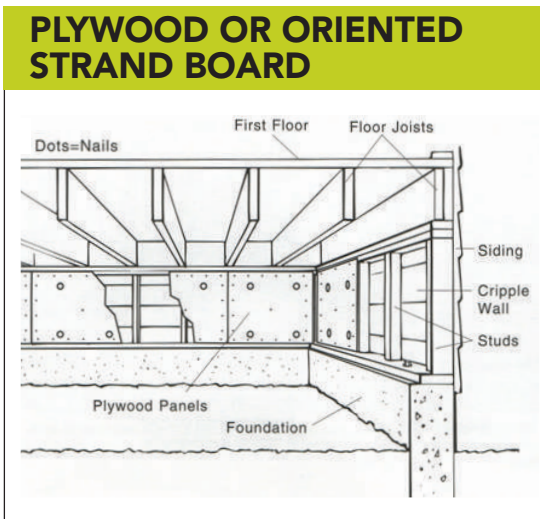 PLYWOOD OR ORIENTED
STRAND BOARD
First Floor
Floor Joists
Dots=Nails
Siding
Cripple
Wall
Studs
Plywood Panels
Foundation